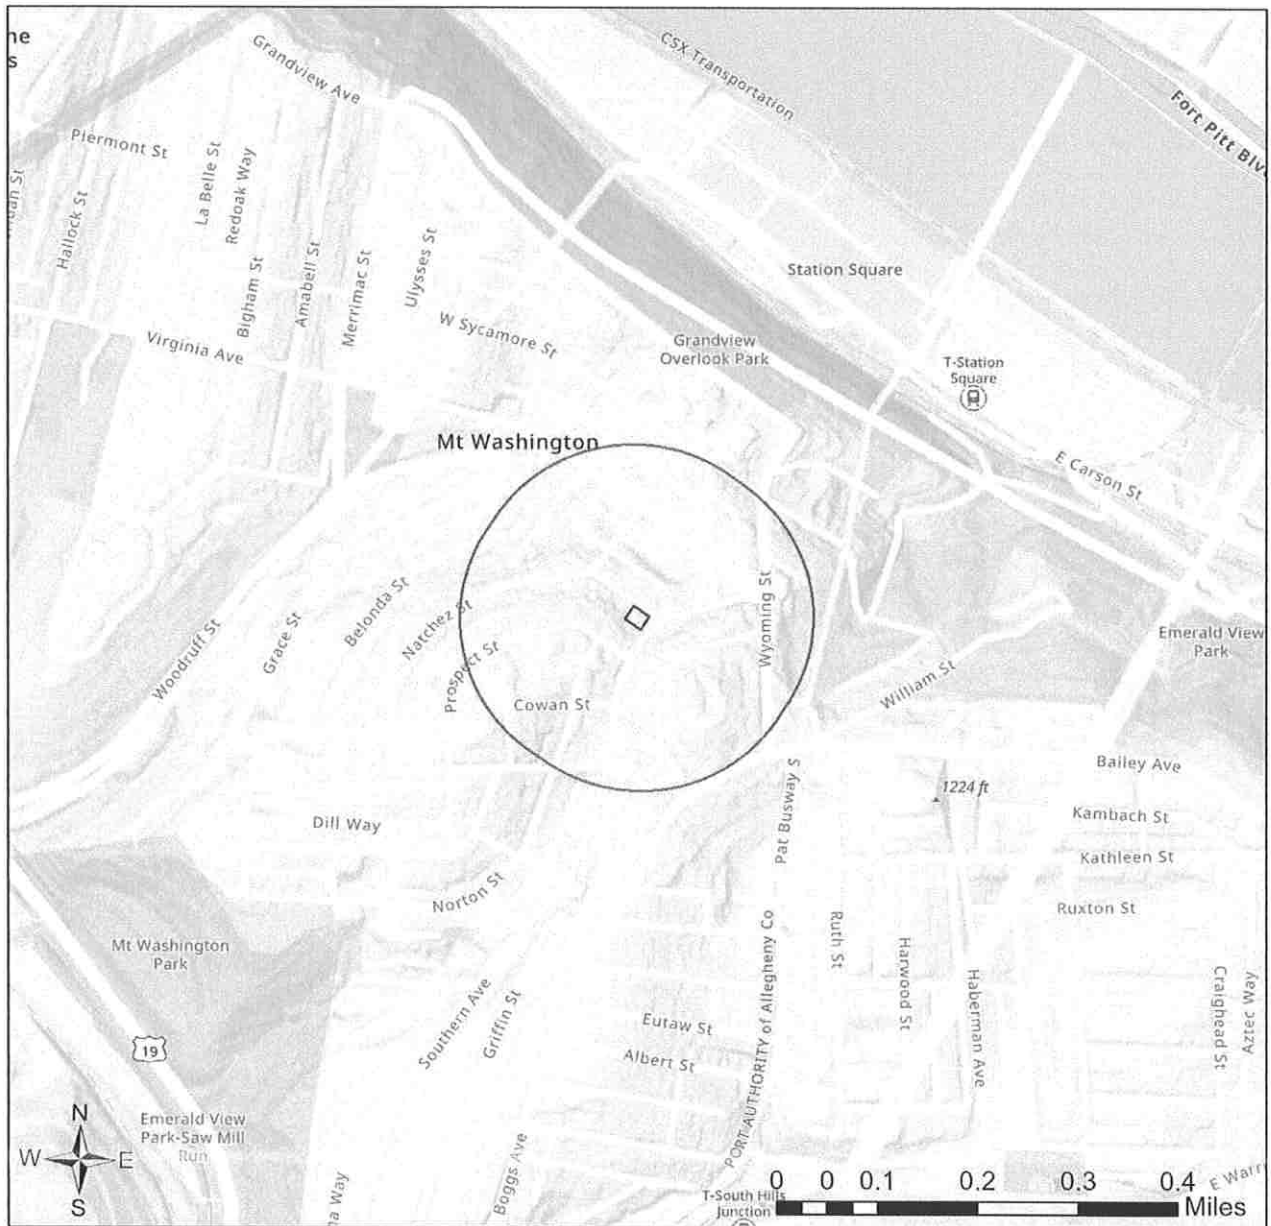 Grandview Ave
CSX Transportation
Fort Pitt Blv
Piermont St
La Belle St
Redoak Way
Hallock St
Bigham St
Amabell St
Merrimac St
Ulysses St
W Sycamore St
Virginia Ave
Station Square
Grandview
Overlook Park
T-Station
Square
Mt Washington
E Carson St
Woodruff St
Grace St
Belonda St
Natchez St
Prospect St
Cowan St
Wyoming St
William St
Emerald View
Park
Bailey Ave
1224 ft
Kambach St
Kathleen St
Ruxton St
Dill Way
Norton St
Pat Busway S
PORT AUTHORITY of Allegheny Co
Ruth St
Harwood St
Haberman Ave
Craighead St
Aztec Way
Mt Washington
Park
Southern Ave
Griffin St
Eutaw St
Albert St
19
Emerald View
Park-Saw Mill
Run
Boggs Ave
N
W E
S
T-South Hills
Junction
0 0 0.1 0.2 0.3 0.4
Miles